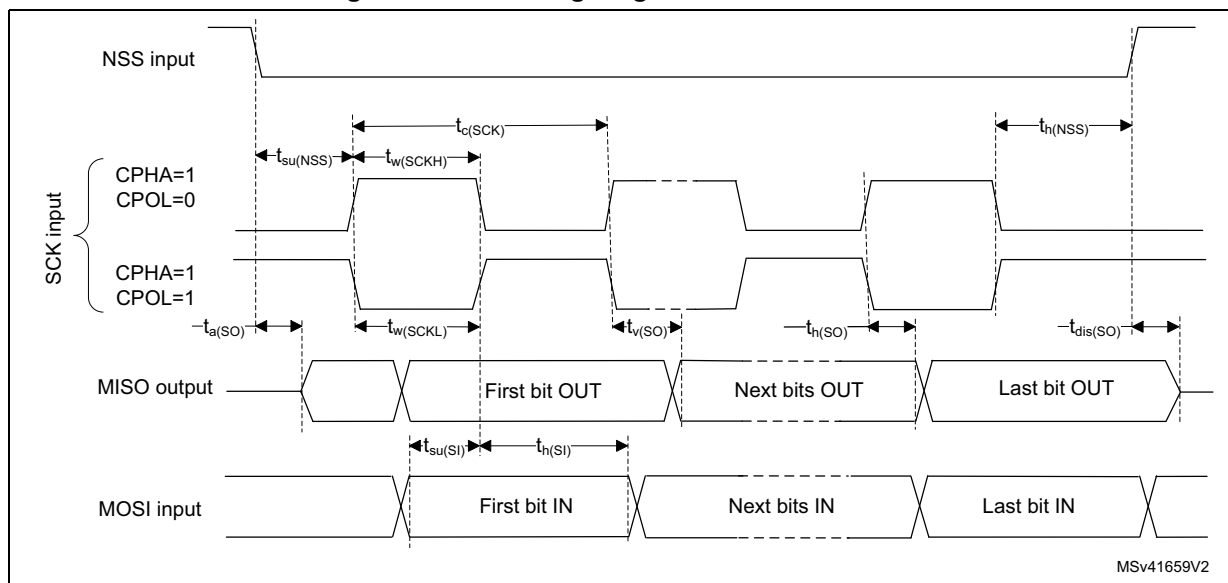 NSS input
tc(SCK)
th(NSS)
tsu(NSS)
tw(SCKH)
CPHA=1
CPOL=0
SCK input
CPHA=1
CPOL=1
ta(SO)
tw(SCKL)
tv(SO)
th(SO)
tdis(SO)
MISO output
First bit OUT
Next bits OUT
Last bit OUT
tsu(SI)
th(SI)
MOSI input
First bit IN
Next bits IN
Last bit IN
MSv41659V2